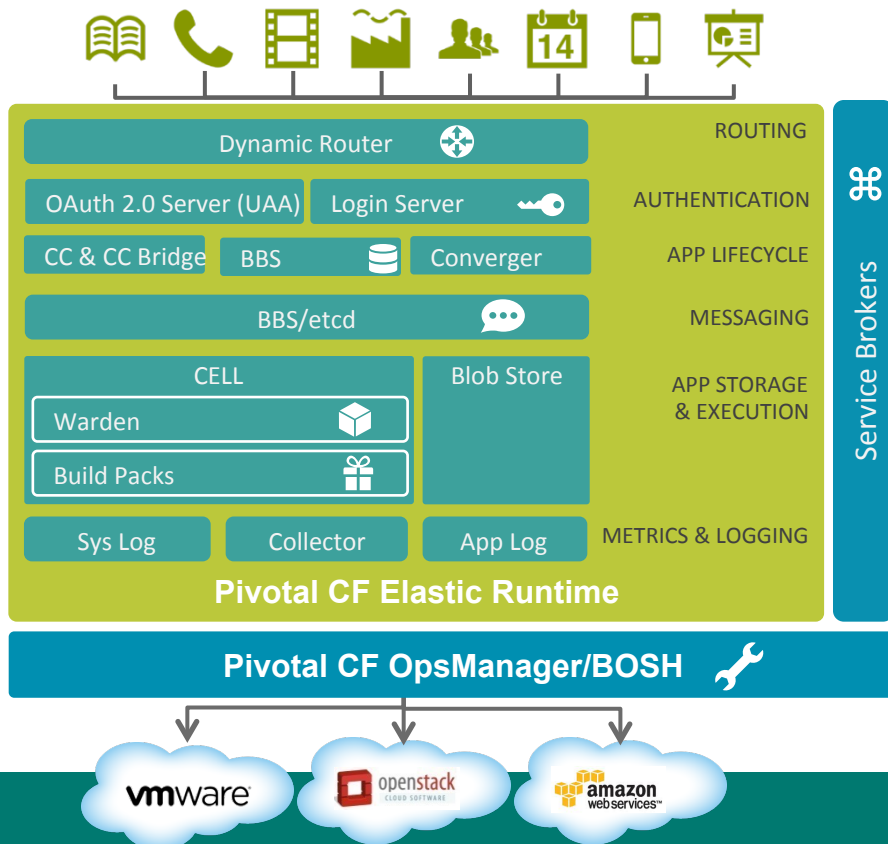 14
Dynamic Router
ROUTING
OAuth 2.0 Server (UAA)
Login Server
AUTHENTICATION
CC & CC Bridge
BBS
Converger
APP LIFECYCLE
BBS/etcd
MESSAGING
CELL
Blob Store
APP STORAGE
& EXECUTION
Warden
Build Packs
Sys Log
Collector
App Log
METRICS & LOGGING
Pivotal CF Elastic Runtime
Service Brokers
Pivotal CF OpsManager/BOSH
vmware
openstack
CLOUD SOFTWARE
amazon
web services™